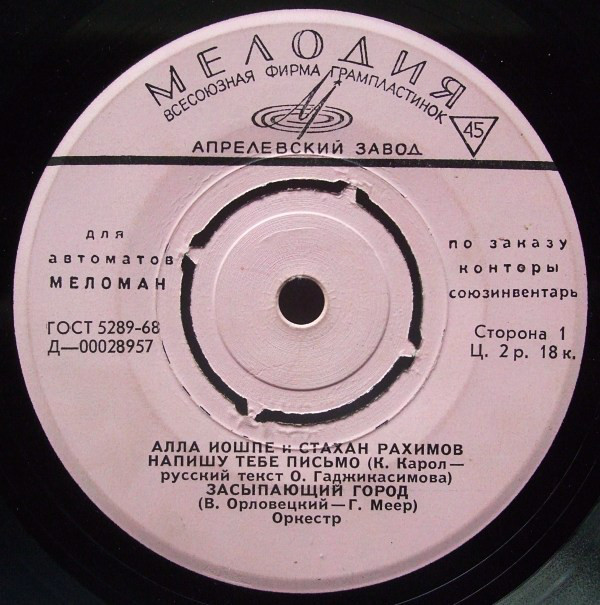 МЕЛОДИЯ
ВСЕСОЮЗНАЯ ФИРМА ГРАМПЛАСТИНОК
45
АПРЕЛЕВСКИЙ ЗАВОД
для
автоматов
МЕЛОМАН
по заказу
конторы
союзинвентарь
ГОСТ 5289-68
Д—00028957
Сторона 1
Ц. 2 р. 18 к.
АЛЛА ИОШПЕ и СТАХАН РАХИМОВ
НАПИШУ ТЕБЕ ПИСЬМО (К. Карол—
русский текст О. Гаджикасимова)
ЗАСЫПАЮЩИЙ ГОРОД
(В. Орловецкий—Г. Меер)
Оркестр